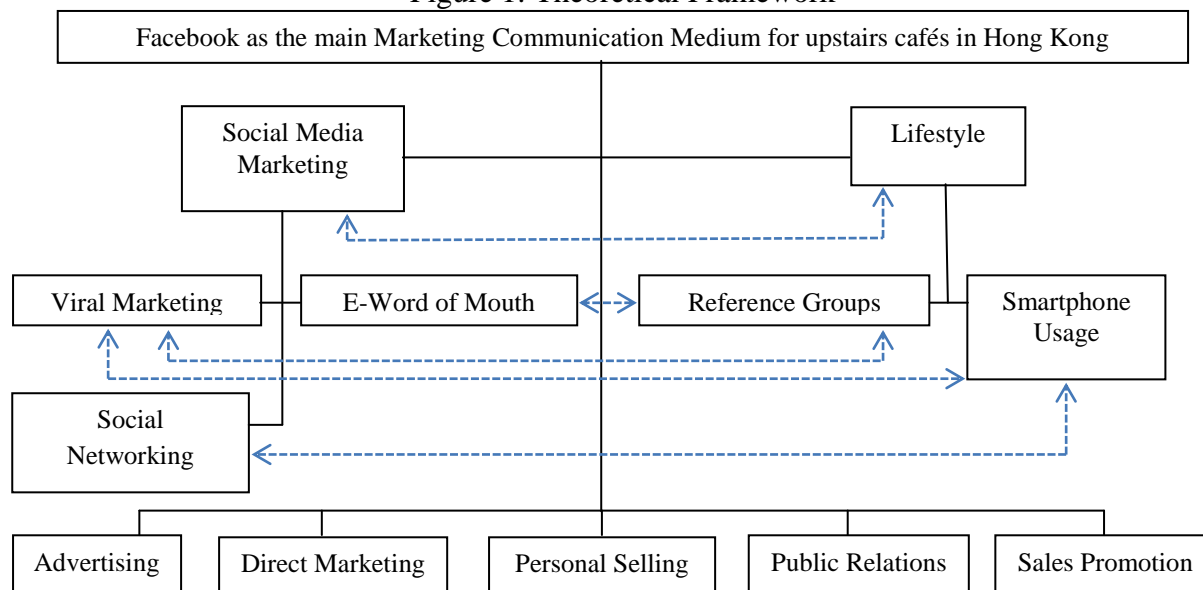 Figure 1: Theoretical Framework
Facebook as the main Marketing Communication Medium for upstairs cafés in Hong Kong
Social Media
Marketing
Lifestyle
Viral Marketing
E-Word of Mouth
Reference Groups
Smartphone
Usage
Social
Networking
Advertising
Direct Marketing
Personal Selling
Public Relations
Sales Promotion